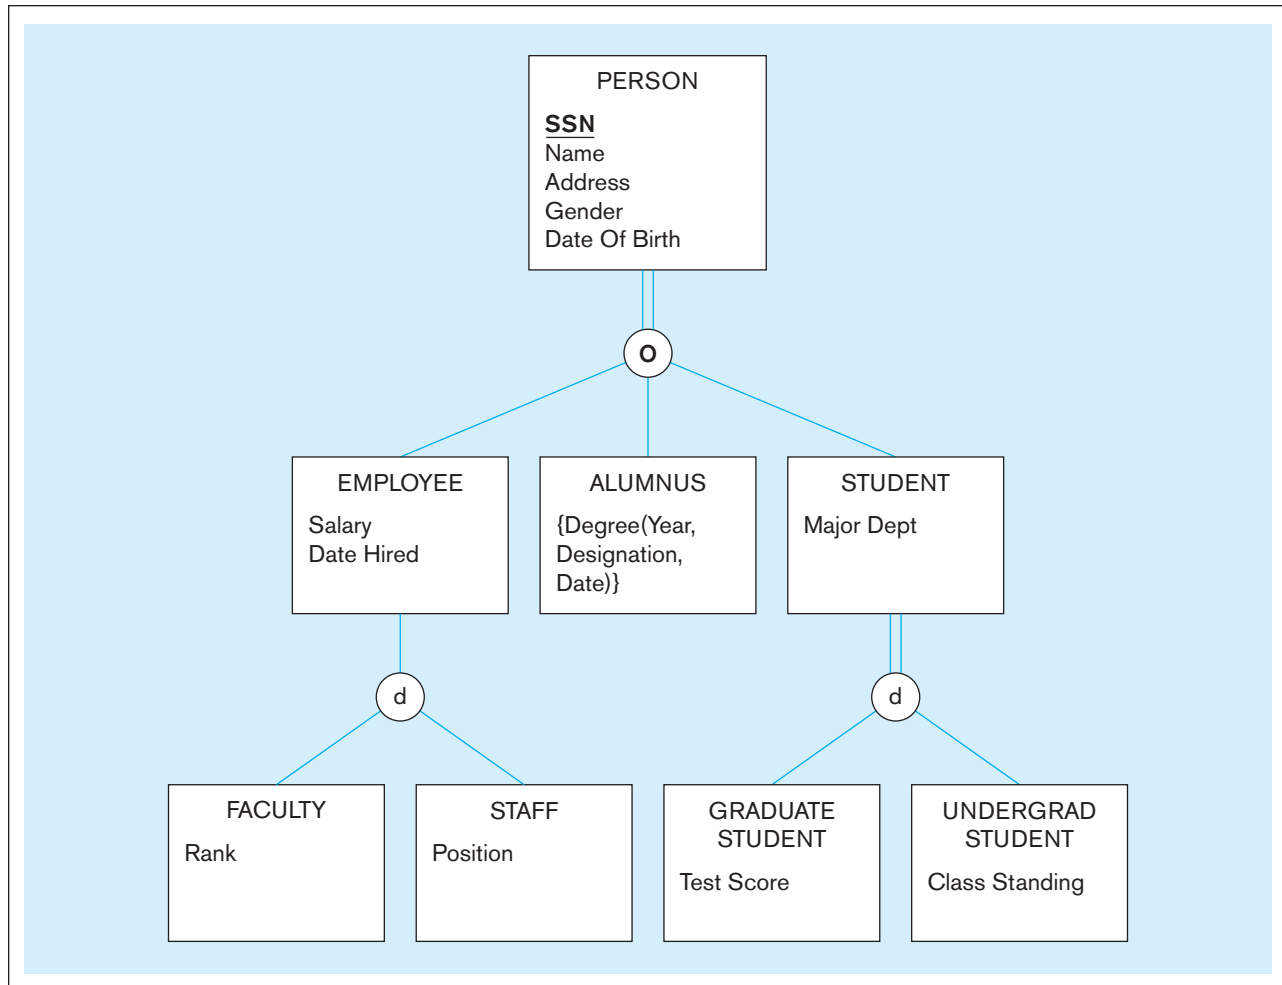 PERSON
SSN
Name
Address
Gender
Date Of Birth
O
EMPLOYEE
Salary
Date Hired
ALUMNUS
{Degree(Year,
Designation,
Date)}
STUDENT
Major Dept
d
d
FACULTY
Rank
STAFF
Position
GRADUATE
STUDENT
Test Score
UNDERGRAD
STUDENT
Class Standing